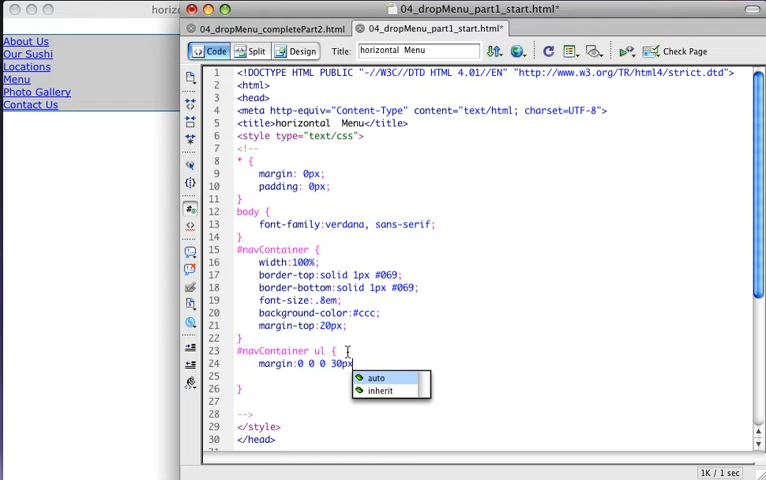 horizo
04_dropMenu_part1_start.html*
04_dropMenu_completePart2.html
04_dropMenu_part1_start.html*
Code
Split
Design
Title:
horizontal Menu
Check Page
About Us
Our Sushi
Locations
Menu
Photo Gallery
Contact Us
1 <!DOCTYPE HTML PUBLIC "-//W3C//DTD HTML 4.01//EN" "http://www.w3.org/TR/html4/strict.dtd">
2 <html>
3 <head>
4 <meta http-equiv="Content-Type" content="text/html; charset=UTF-8">
5 <title>horizontal  Menu</title>
6 <style type="text/css">
7 <!--
8 * {
9 margin: 0px;
10 padding: 0px;
11 }
12 body {
13 font-family:verdana, sans-serif;
14 }
15 #navContainer {
16 width:100%;
17 border-top:solid 1px #069;
18 border-bottom:solid 1px #069;
19 font-size:.8em;
20 background-color:#ccc;
21 margin-top:20px;
22 }
23 #navContainer ul {
24 margin:0 0 0 30px
auto
25
inherit
26 }
27
28 -->
29 </style>
30 </head>
1K / 1 sec